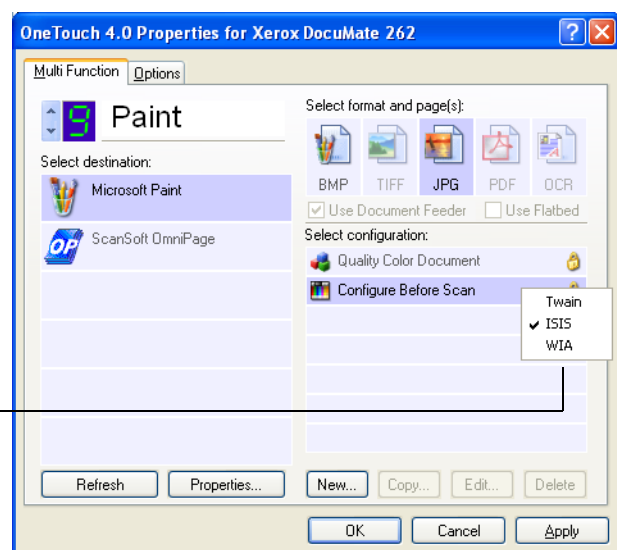 OneTouch 4.0 Properties for Xerox DocuMate 262
Multi Function Options
9 Paint
Select destination:
Microsoft Paint
OP ScanSoft OmniPage
Refresh Properties...
Select format and page(s):
BMP TIFF JPG PDF OCR
Use Document Feeder Use Flatbed
Select configuration:
Quality Color Document
Configure Before Scan
Twain
ISIS
WIA
New... Copy... Edit... Delete
OK Cancel Apply